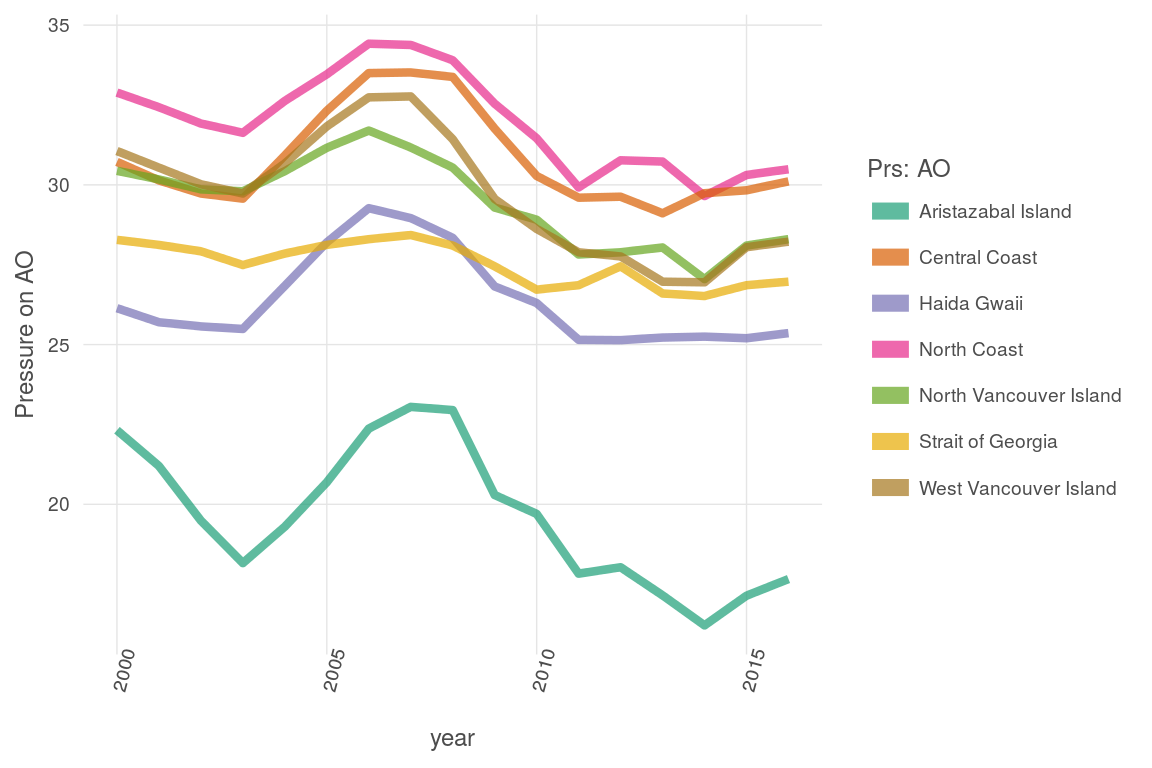 35
30
25
20
Pressure on AO
2000
2005
2010
2015
year
Prs: AO
Aristazabal Island
Central Coast
Haida Gwaii
North Coast
North Vancouver Island
Strait of Georgia
West Vancouver Island